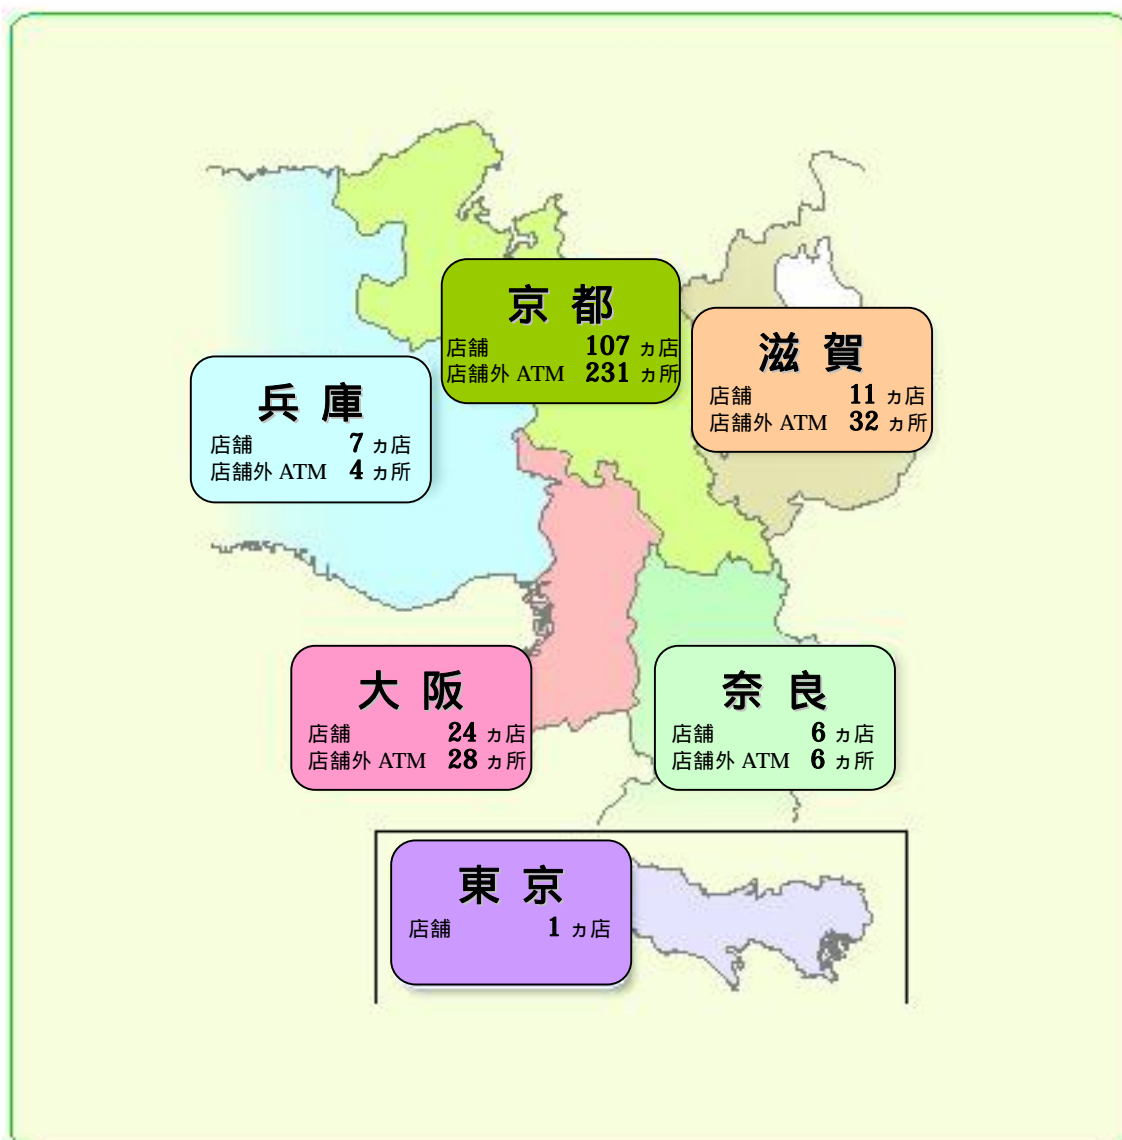 京都
店舗 107 ヵ店
店舗外 ATM 231 ヵ所
滋賀
店舗 11 ヵ店
店舗外 ATM 32 ヵ所
兵庫
店舗 7 ヵ店
店舗外 ATM 4 ヵ所
大阪
店舗 24 ヵ店
店舗外 ATM 28 ヵ所
奈良
店舗 6 ヵ店
店舗外 ATM 6 ヵ所
東京
店舗 1 ヵ店